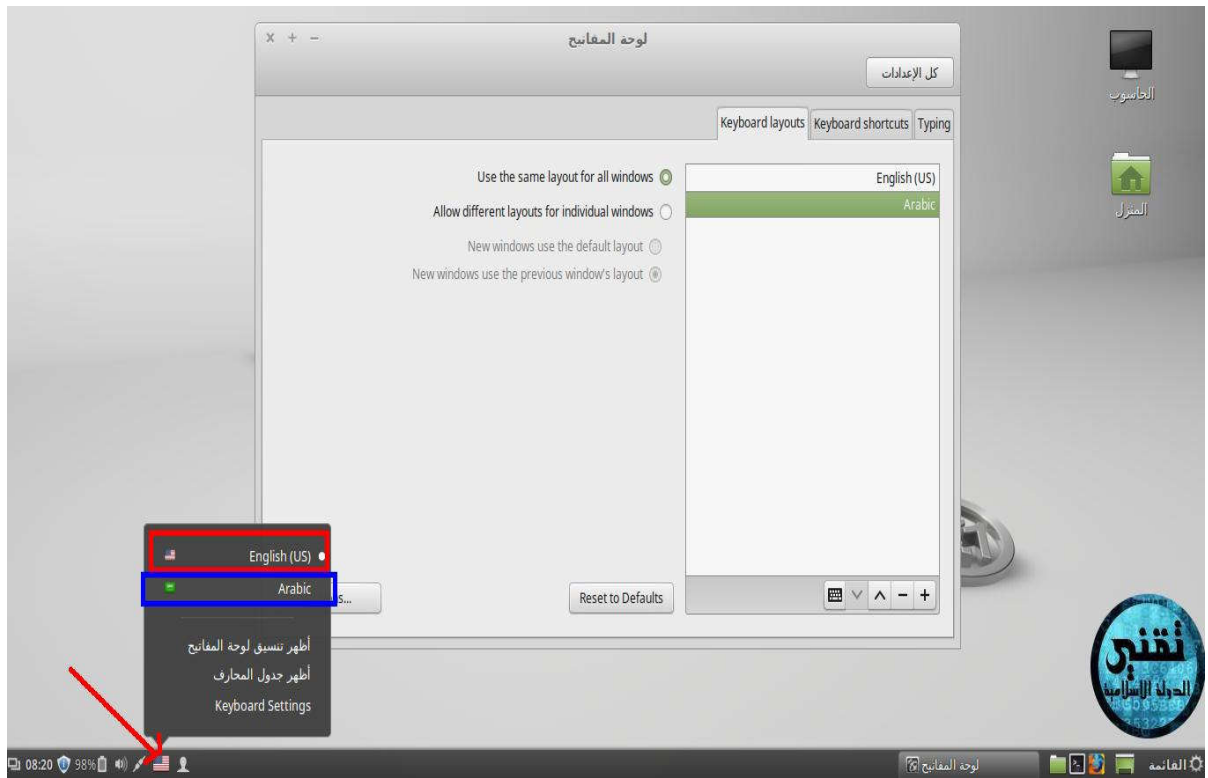 لوحة المفاتيح
كل الإعدادات
الحاسوب
المنزل
Keyboard layouts
Keyboard shortcuts
Typing
Use the same layout for all windows
Allow different layouts for individual windows
New windows use the default layout
New windows use the previous window's layout
English (US)
Arabic
Reset to Defaults
English (US)
Arabic
أظهر تنسيق لوحة المفاتيح
أظهر جدول المحارف
Keyboard Settings
تقني
الدولة الإسلامية
08:20
98%
لوحة المفاتيح
القائمة